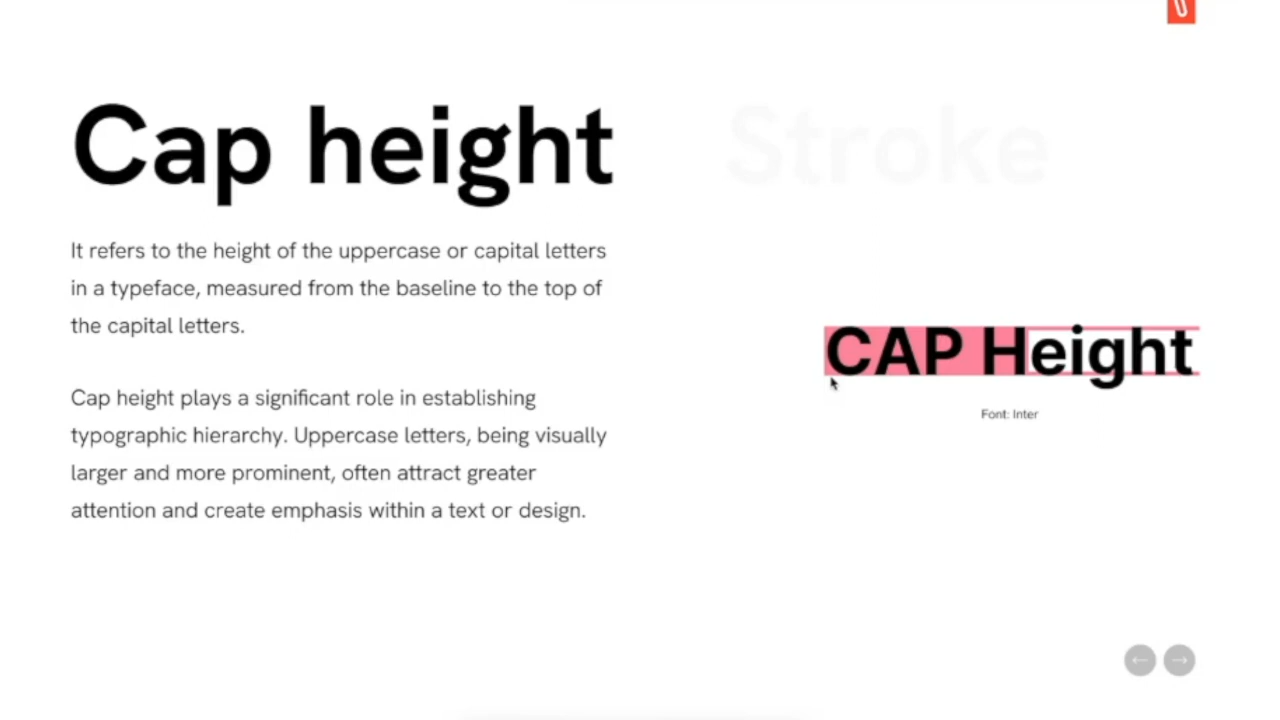 Cap height
Stroke
It refers to the height of the uppercase or capital letters
in a typeface, measured from the baseline to the top of
the capital letters.
Cap height plays a significant role in establishing
typographic hierarchy. Uppercase letters, being visually
larger and more prominent, often attract greater
attention and create emphasis within a text or design.
CAP Height
Font: Inter